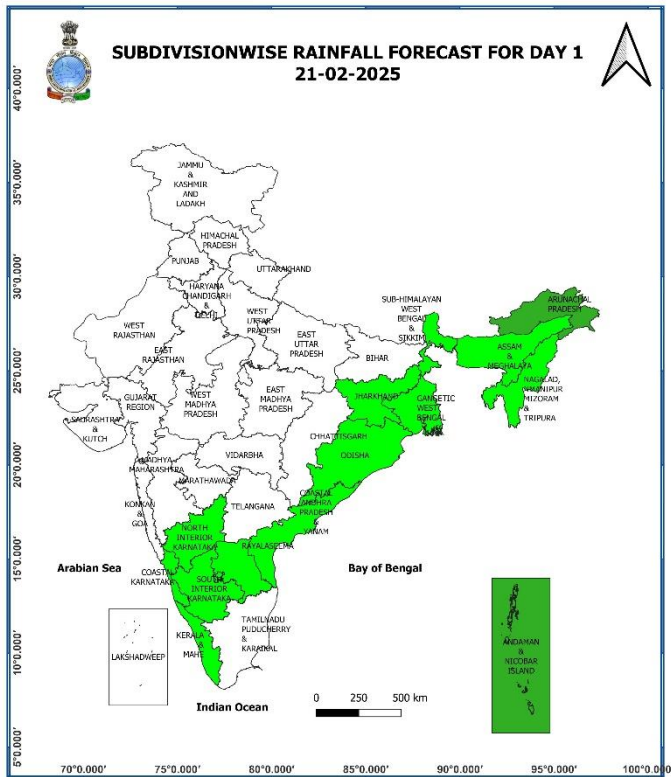 SUBDIVISIONWISE RAINFALL FORECAST FOR DAY 1
21-02-2025
40°0.000'
35°0.000'
30°0.000'
25°0.000'
20°0.000'
15°0.000'
10°0.000'
5°0.000'
JAMMU
&
KASHMIR
AND
LADAKH
HIMACHAL
PRADESH
PUNJAB
UTTARAKHAND
HARYANA
CHANDIGARH
&
DELHI
WEST
RAJASTHAN
EAST
RAJASTHAN
WEST
UTTAR
PRADESH
EAST
UTTAR
PRADESH
SUB-HIMALAYAN
WEST
BENGAL
&
SIKKIM
ARUNACHAL
PRADESH
ASSAM
&
MEGHALAYA
NAGALAD,
MANIPUR
MIZORAM
&
TRIPURA
BIHAR
GUJARAT
REGION
SAURASHTRA
&
KUTCH
WEST
MADHYA
PRADESH
EAST
MADHYA
PRADESH
JHARKHAND
GANGETIC
WEST
BENGAL
CHHATTISGARH
ODISHA
VIDARBHA
MADHYA
MAHARASHTRA
MARATHAWADA
KONKAN
&
GOA
TELANGANA
COASTAL
ANDHRA
PRADESH
&
YANAM
NORTH
INTERIOR
KARNATAKA
RAYALASEEMA
COASTAL
KARNATAKA
SOUTH
INTERIOR
KARNATAKA
Arabian Sea
Bay of Bengal
KERALA
&
MAHE
TAMILNADU
PUDUCHERRY
&
KARAIKAL
LAKSHADWEEP
ANDAMAN
&
NICOBAR
ISLAND
Indian Ocean
0 250 500 km
70°0.000' 75°0.000' 80°0.000' 85°0.000' 90°0.000' 95°0.000' 100°0.000'